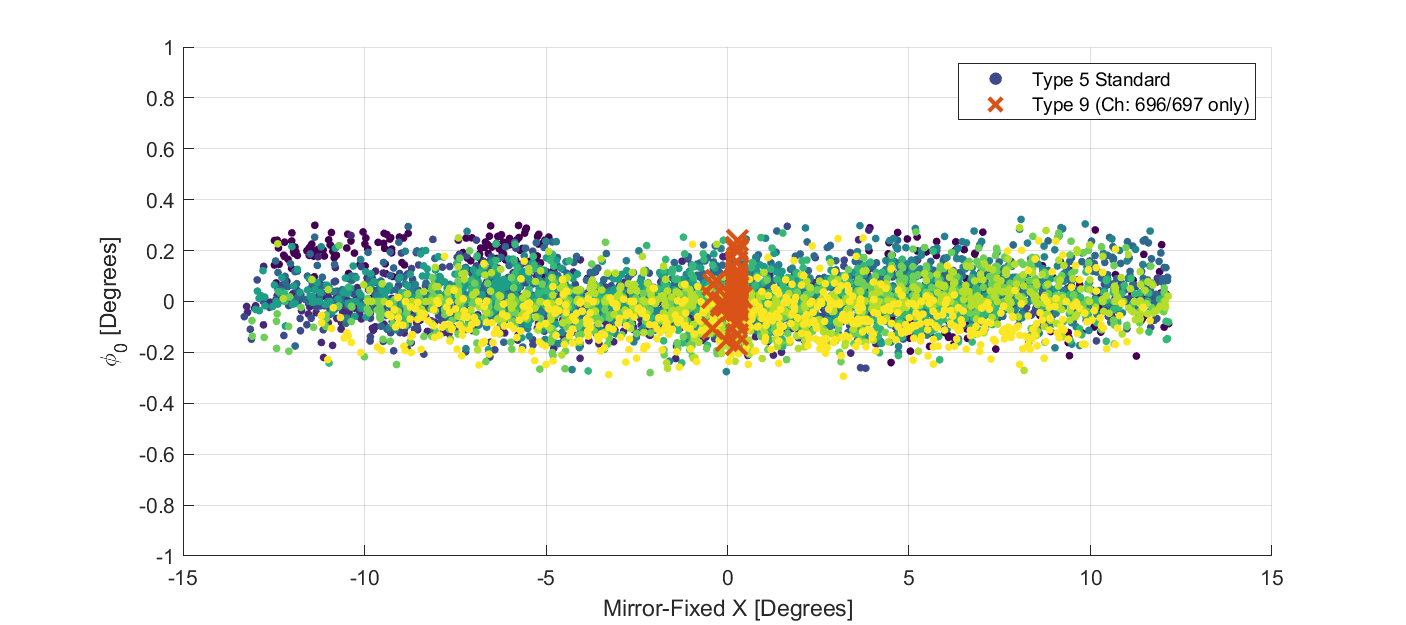 1
0.8
0.6
0.4
0.2
0
-0.2
-0.4
-0.6
-0.8
-1
ϕ0 [Degrees]
Type 5 Standard
Type 9 (Ch: 696/697 only)
-15 -10 -5 0 5 10 15
Mirror-Fixed X [Degrees]